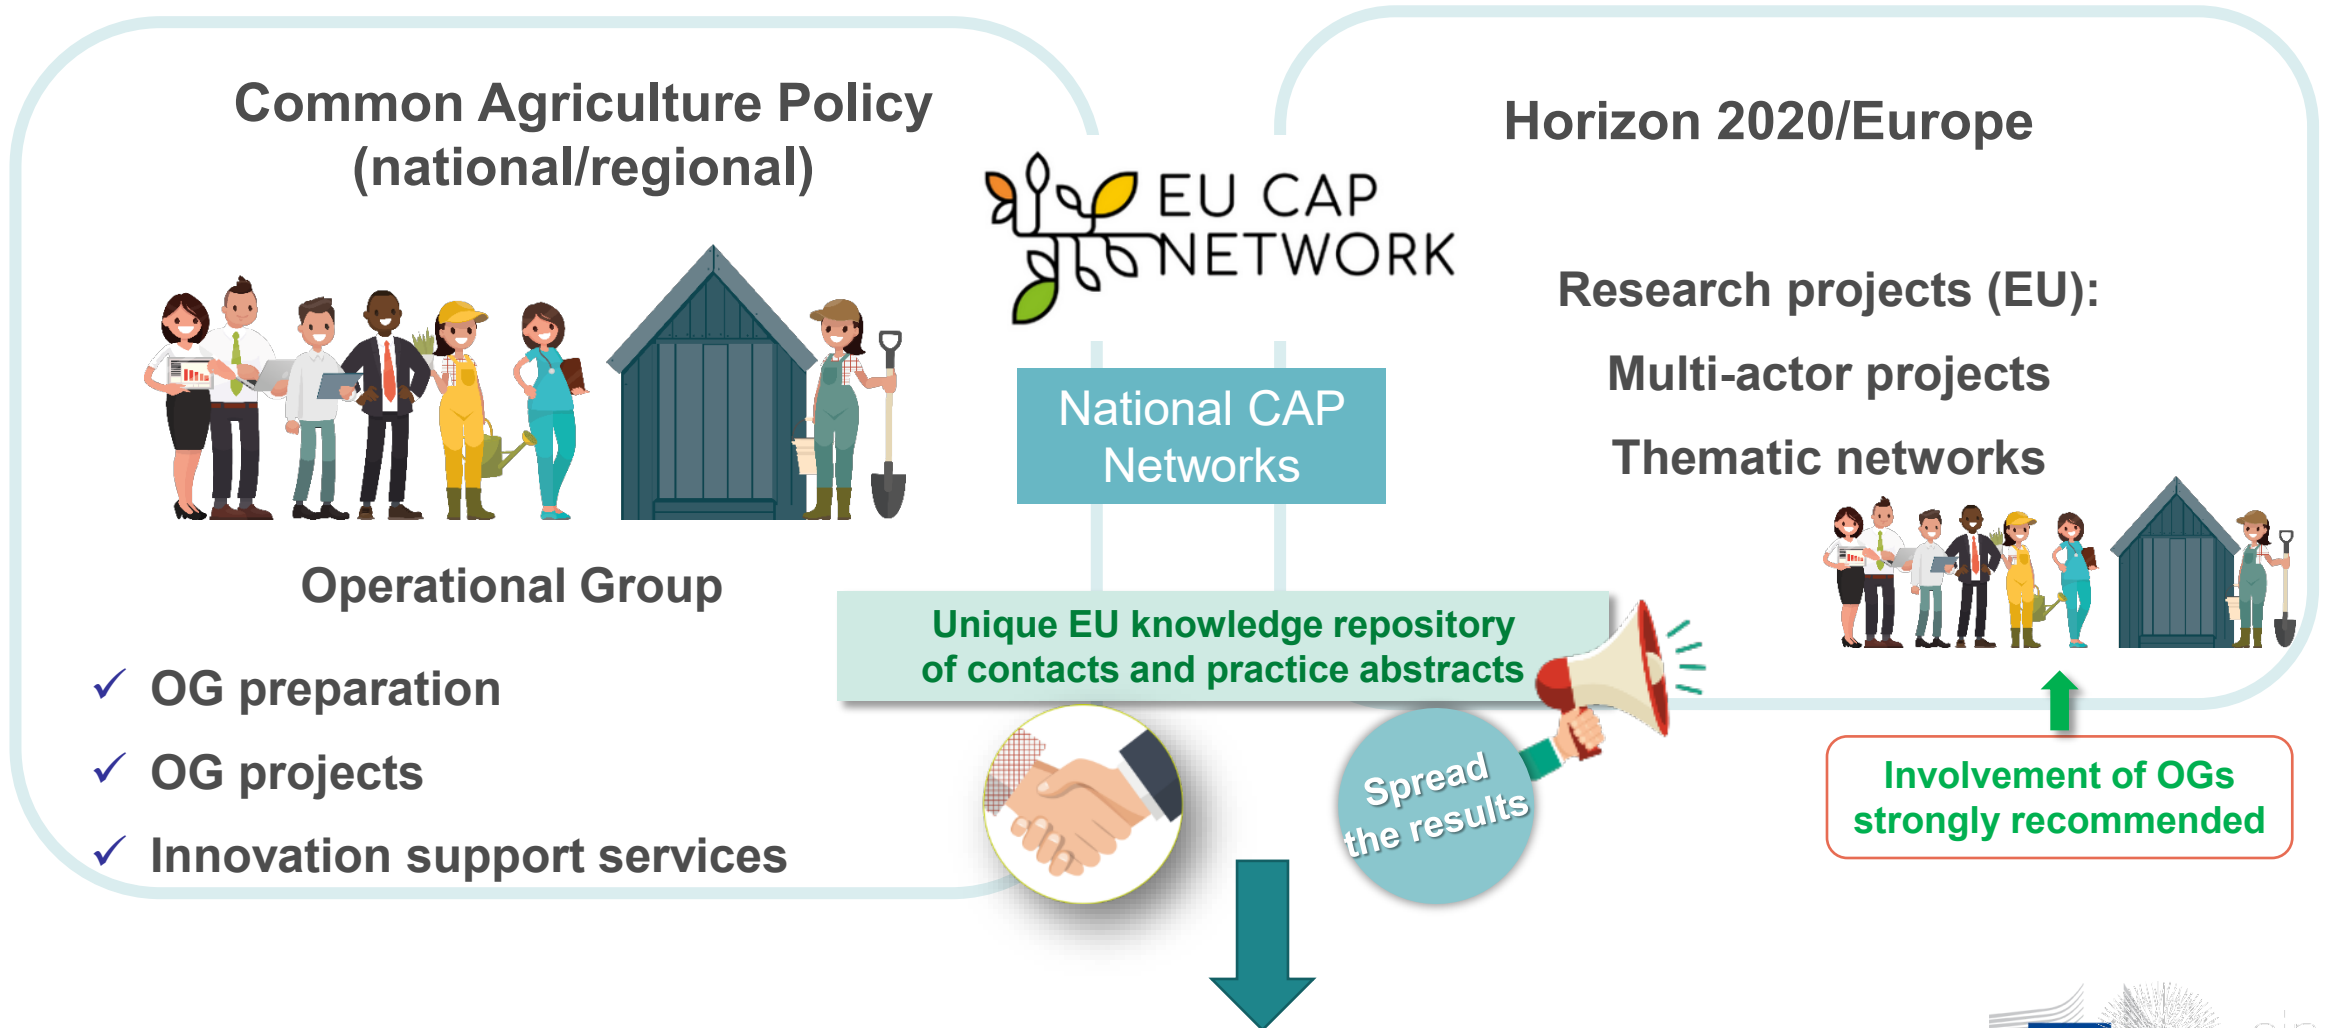 Common Agriculture Policy
(national/regional)
Horizon 2020/Europe
EU CAP
NETWORK
Research projects (EU):
Multi-actor projects
Thematic networks
National CAP
Networks
Operational Group
Unique EU knowledge repository
of contacts and practice abstracts
✓ OG preparation
✓ OG projects
✓ Innovation support services
Spread
the results
Involvement of OGs
strongly recommended